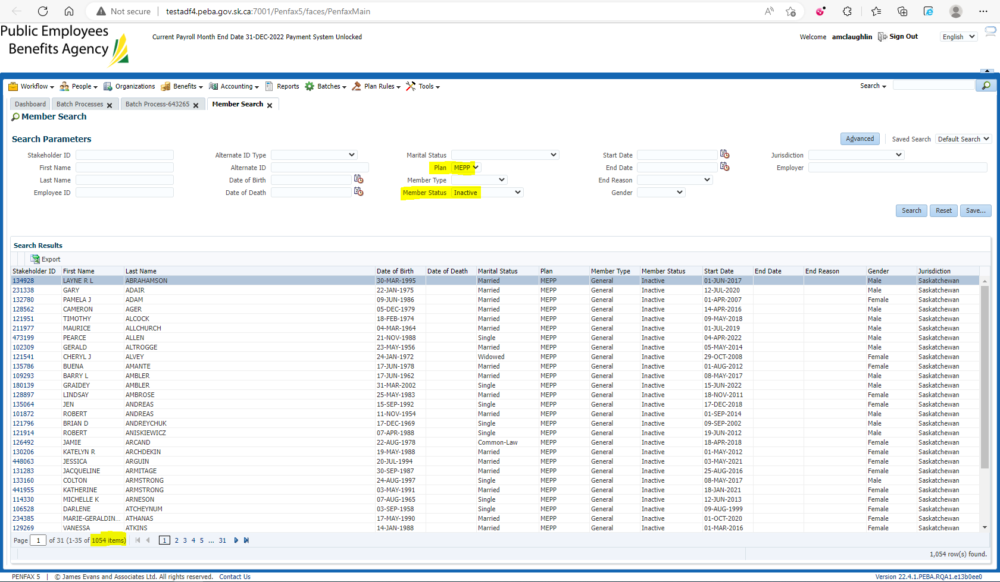 Not secure | testadf4.peba.gov.sk.ca:7001/Penfax5/faces/PenfaxMain
Public Employees
Benefits Agency
Current Payroll Month End Date 31-DEC-2022 Payment System Unlocked
Welcome amclaughlin Sign Out English
Workflow People Organizations Benefits Accounting Reports Batches Plan Rules Tools Search
Dashboard Batch Processes Batch Process-643265 Member Search
Member Search
Search Parameters Advanced Saved Search Default Search
Stakeholder ID Alternate ID Type Marital Status Start Date Jurisdiction
First Name Alternate ID Plan MEPP End Date Employer
Last Name Date of Birth Member Type End Reason
Employee ID Date of Death Member Status Inactive Gender
Search Reset Save...
Search Results
Export
Stakeholder ID First Name Last Name Date of Birth Date of Death Marital Status Plan Member Type Member Status Start Date End Date End Reason Gender Jurisdiction
134928 LAYNE R L ABRAHAMSON 30-MAR-1995 Married MEPP General Inactive 01-JUN-2017 Male Saskatchewan
231338 GARY ADAIR 22-JAN-1975 Married MEPP General Inactive 12-JUL-2020 Male Saskatchewan
132780 PAMELA J ADAM 09-JUN-1986 Married MEPP General Inactive 01-APR-2007 Female Saskatchewan
128562 CAMERON AGER 05-DEC-1979 Married MEPP General Inactive 14-APR-2016 Male Saskatchewan
121951 TIMOTHY ALCOCK 18-FEB-1974 Married MEPP General Inactive 09-MAY-2018 Male Saskatchewan
211977 MAURICE ALLCHURCH 04-MAR-1964 Married MEPP General Inactive 01-JUL-2019 Male Saskatchewan
473199 PEARCE ALLEN 21-NOV-1988 Single MEPP General Inactive 04-APR-2022 Male Saskatchewan
102309 GERALD ALTROGGE 23-MAY-1956 Married MEPP General Inactive 05-MAY-2014 Male Saskatchewan
121541 CHERYL J ALVEY 24-JAN-1972 Widowed MEPP General Inactive 29-OCT-2008 Female Saskatchewan
135786 BUENA AMANTE 17-JUN-1978 Married MEPP General Inactive 01-AUG-2012 Female Saskatchewan
109293 BARRY L AMBLER 17-JUN-1962 Married MEPP General Inactive 08-MAY-2017 Male Saskatchewan
180139 GRAIDEY AMBLER 31-MAR-2002 Single MEPP General Inactive 15-JUN-2022 Male Saskatchewan
128897 LINDSAY AMBROSE 25-MAY-1983 Married MEPP General Inactive 18-NOV-2011 Female Saskatchewan
135064 JEN ANDREAS 15-SEP-1992 Single MEPP General Inactive 17-DEC-2018 Female Saskatchewan
101872 ROBERT ANDREAS 11-NOV-1954 Married MEPP General Inactive 01-SEP-2014 Male Saskatchewan
121796 BRIAN D ANDREYCHUK 17-DEC-1969 Single MEPP General Inactive 09-SEP-2002 Male Saskatchewan
121914 ROBERT ANISKIEWICZ 07-APR-1988 Single MEPP General Inactive 19-JUN-2012 Male Saskatchewan
126492 JAMIE ARCAND 22-AUG-1978 Common-Law MEPP General Inactive 18-APR-2018 Female Saskatchewan
130206 KATELYN R ARCHDEKIN 19-MAY-1988 Married MEPP General Inactive 01-MAY-2012 Female Saskatchewan
448063 JESSICA ARGUIN 20-JUL-1994 Married MEPP General Inactive 03-MAY-2021 Female Saskatchewan
131283 JACQUELINE ARMITAGE 30-SEP-1987 Married MEPP General Inactive 25-AUG-2016 Female Saskatchewan
133160 COLTON ARMSTRONG 24-AUG-1997 Single MEPP General Inactive 08-MAY-2017 Male Saskatchewan
441955 KATHERINE ARMSTRONG 03-MAY-1991 Married MEPP General Inactive 18-JAN-2021 Female Saskatchewan
114330 MICHELLE K ARNESON 07-AUG-1965 Single MEPP General Inactive 12-JUN-2013 Female Saskatchewan
106528 DARLENE ATCHEYNUM 03-SEP-1958 Single MEPP General Inactive 09-AUG-1999 Female Saskatchewan
234385 MARIE-GERALDIN... ATHANAS 17-MAY-1990 Married MEPP General Inactive 01-OCT-2020 Female Saskatchewan
129269 VANESSA ATKINS 14-JAN-1988 Married MEPP General Inactive 01-MAR-2016 Female Saskatchewan
Page 1 of 31 (1-35 of 1054 items) 1 2 3 4 5 ... 31
1,054 row(s) found.
PENFAX 5 | © James Evans and Associates Ltd. All rights reserved. Contact Us Version 22.4.1.PEBA.RQA1.e13b0ee0